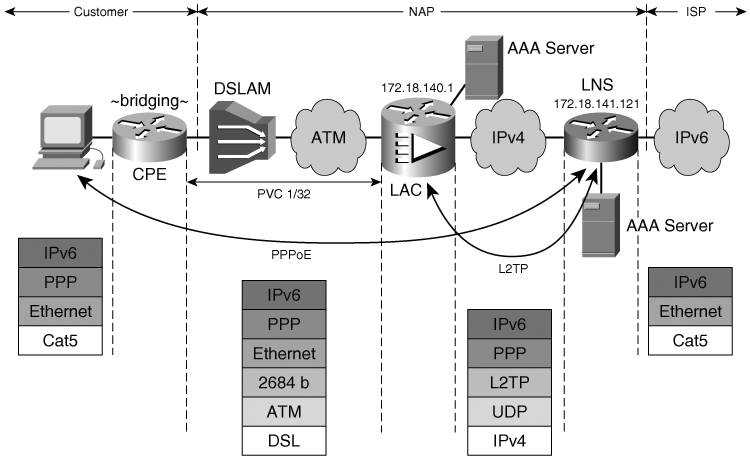 Customer
NAP
ISP
AAA Server
~bridging~
DSLAM
172.18.140.1
LNS
172.18.141.121
ATM
IPv4
IPv6
CPE
LAC
PVC 1/32
AAA Server
PPPoE
L2TP
IPv6
PPP
Ethernet
Cat5
IPv6
PPP
Ethernet
2684 b
ATM
DSL
IPv6
PPP
L2TP
UDP
IPv4
IPv6
Ethernet
Cat5